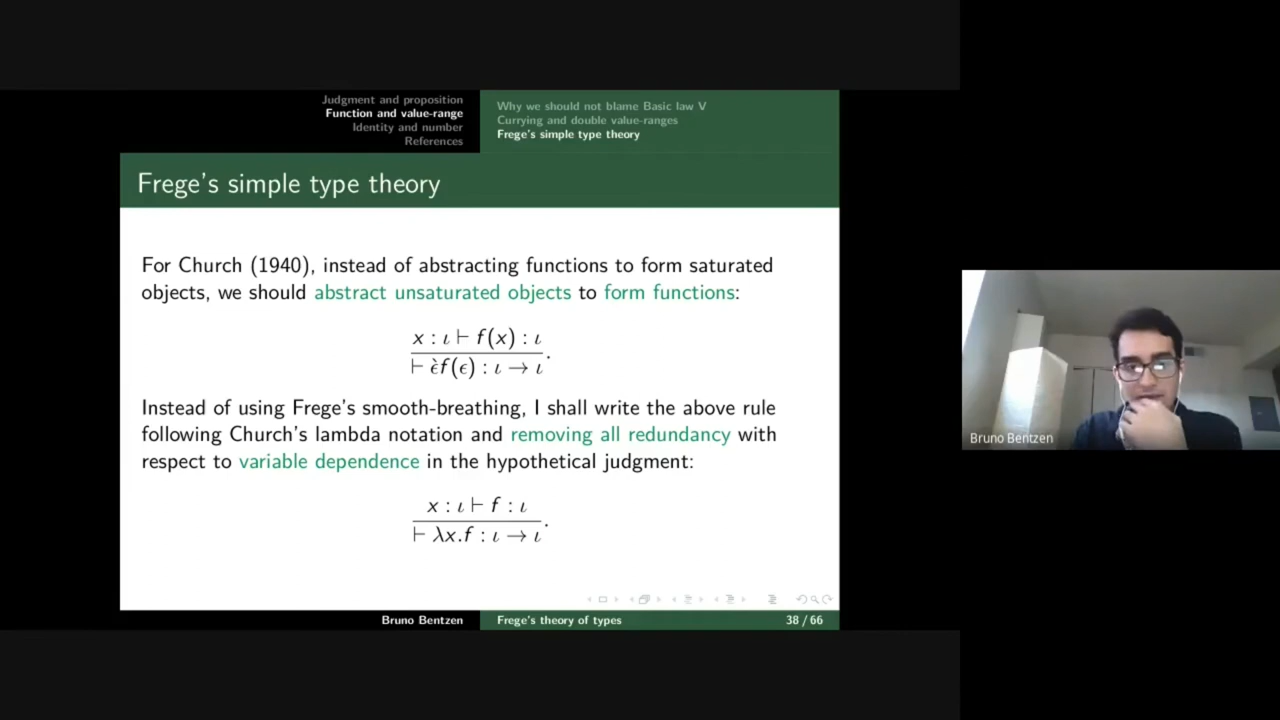 Judgment and proposition
Function and value-range
Identity and number
References
Why we should not blame Basic law V
Currying and double value-ranges
Frege's simple type theory
Frege's simple type theory
For Church (1940), instead of abstracting functions to form saturated
objects, we should abstract unsaturated objects to form functions:
x : ι ⊢ f(x) : ι
⊢ ἐf(ϵ) : ι → ι.
Instead of using Frege's smooth-breathing, I shall write the above rule
following Church's lambda notation and removing all redundancy with
respect to variable dependence in the hypothetical judgment:
x : ι ⊢ f : ι
⊢ λx.f : ι → ι.
Bruno Bentzen
Frege's theory of types
38 / 66
Bruno Bentzen